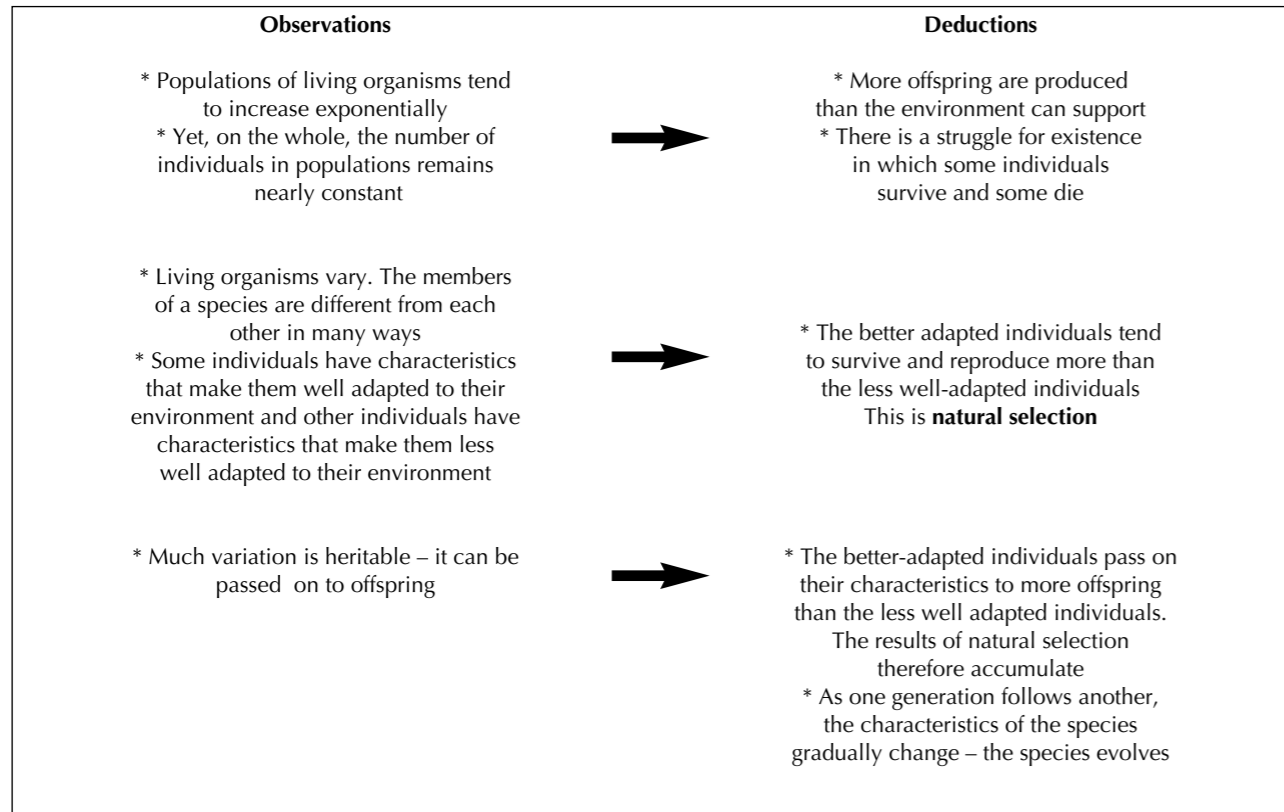 Observations
* Populations of living organisms tend
to increase exponentially
* Yet, on the whole, the number of
individuals in populations remains
nearly constant
* Living organisms vary. The members
of a species are different from each
other in many ways
* Some individuals have characteristics
that make them well adapted to their
environment and other individuals have
characteristics that make them less
well adapted to their environment
* Much variation is heritable – it can be
passed on to offspring
Deductions
* More offspring are produced
than the environment can support
* There is a struggle for existence
in which some individuals
survive and some die
* The better adapted individuals tend
to survive and reproduce more than
the less well-adapted individuals
This is natural selection
* The better-adapted individuals pass on
their characteristics to more offspring
than the less well adapted individuals.
The results of natural selection
therefore accumulate
* As one generation follows another,
the characteristics of the species
gradually change – the species evolves